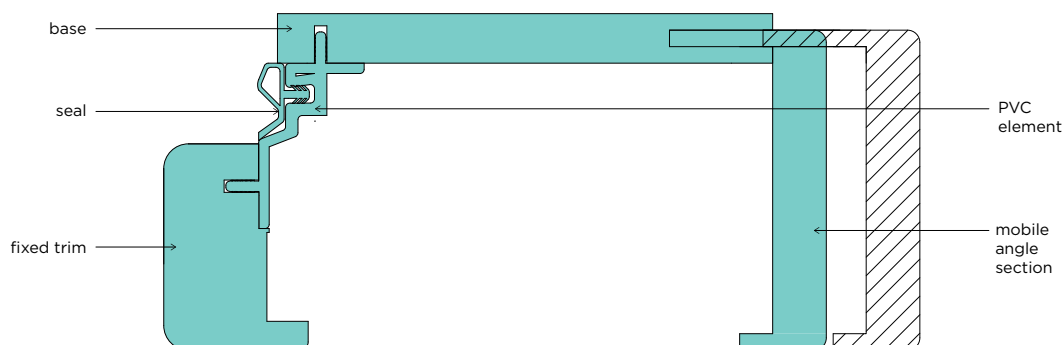 base
seal
fixed trim
PVC
element
mobile
angle
section